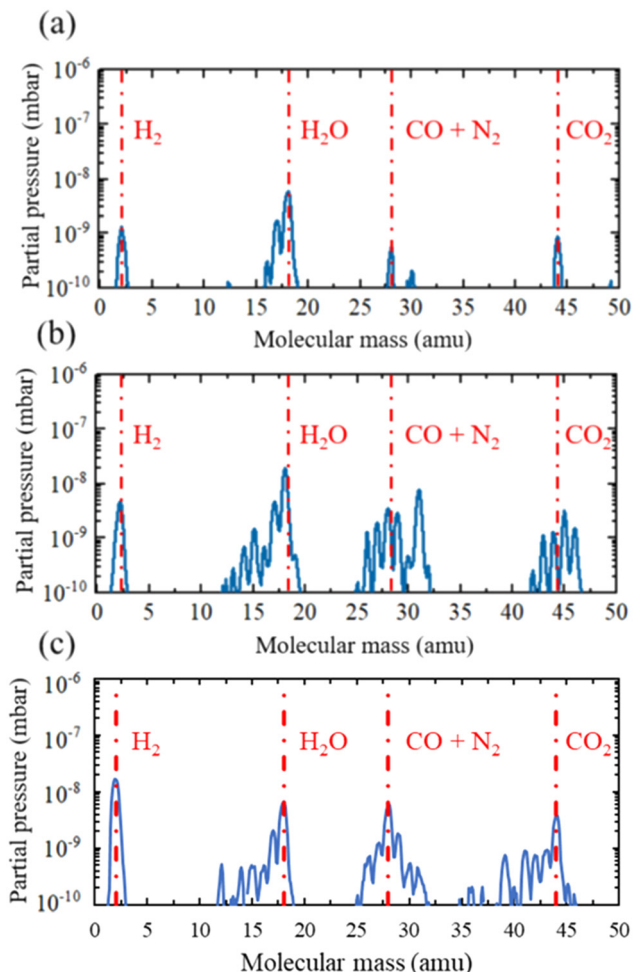 (a)
Partial pressure (mbar)
10⁻⁶
10⁻⁷
10⁻⁸
10⁻⁹
10⁻¹⁰
H₂
H₂O
CO + N₂
CO₂
0 5 10 15 20 25 30 35 40 45 50
Molecular mass (amu)
(b)
Partial pressure (mbar)
10⁻⁶
10⁻⁷
10⁻⁸
10⁻⁹
10⁻¹⁰
H₂
H₂O
CO + N₂
CO₂
0 5 10 15 20 25 30 35 40 45 50
Molecular mass (amu)
(c)
Partial pressure (mbar)
10⁻⁶
10⁻⁷
10⁻⁸
10⁻⁹
10⁻¹⁰
H₂
H₂O
CO + N₂
CO₂
0 5 10 15 20 25 30 35 40 45 50
Molecular mass (amu)